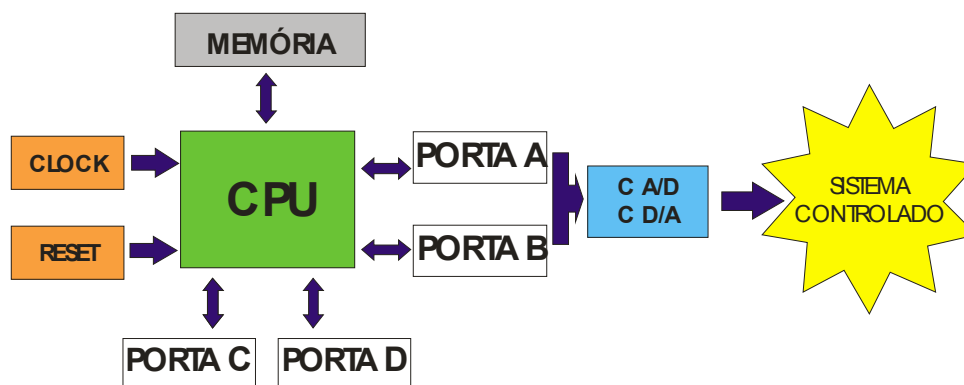 MEMÓRIA
CLOCK
CPU
PORTA A
C A/D
C D/A
SISTEMA
CONTROLADO
RESET
PORTA B
PORTA C
PORTA D